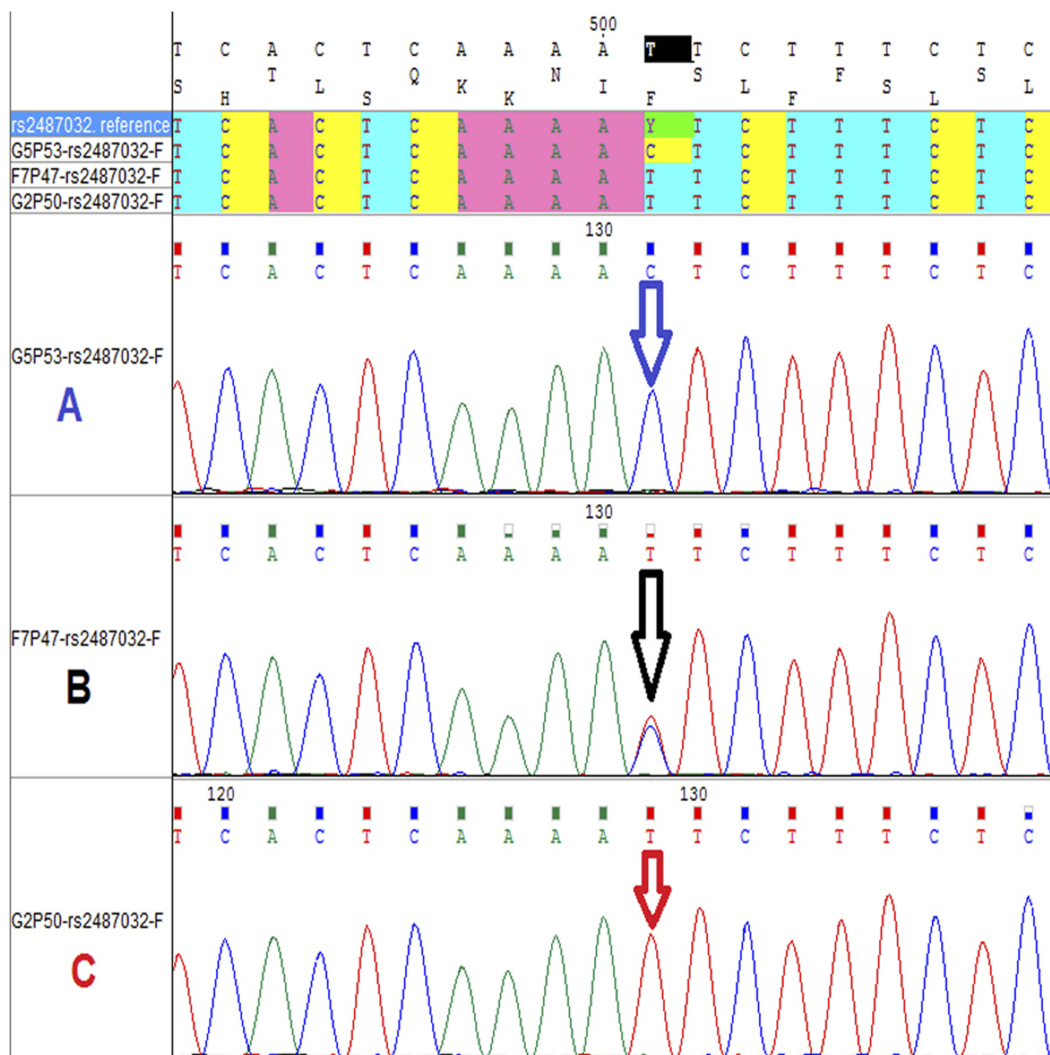 500
T C A C T C A A A A T T C T T T C T C
S H T L S Q K K N I F S L F F S L S L
rs2487032. reference T C A C T C A A A A Y T C T T T C T C
G5P53-rs2487032-F T C A C T C A A A A C T C T T T C T C
F7P47-rs2487032-F T C A C T C A A A A T T C T T T C T C
G2P50-rs2487032-F T C A C T C A A A A T T C T T T C T C
130
T C A C T C A A A A C T C T T T C T C
G5P53-rs2487032-F
A
130
T C A C T C A A A A T T C T T T C T C
F7P47-rs2487032-F
B
120 130
T C A C T C A A A A T T C T T T C T C
G2P50-rs2487032-F
C